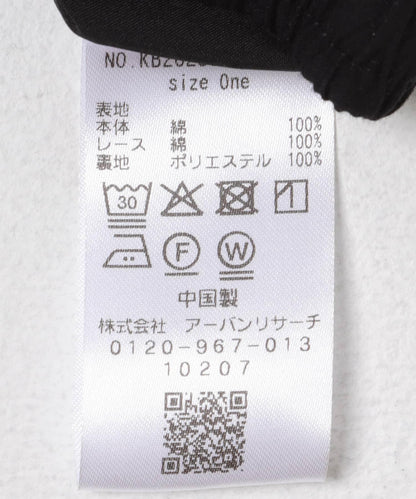 size One
表地
本体 綿 100%
レース 綿 100%
裏地 ポリエステル 100%
30
F W
中国製
株式会社 アーバンリサーチ
0120-967-013
10207